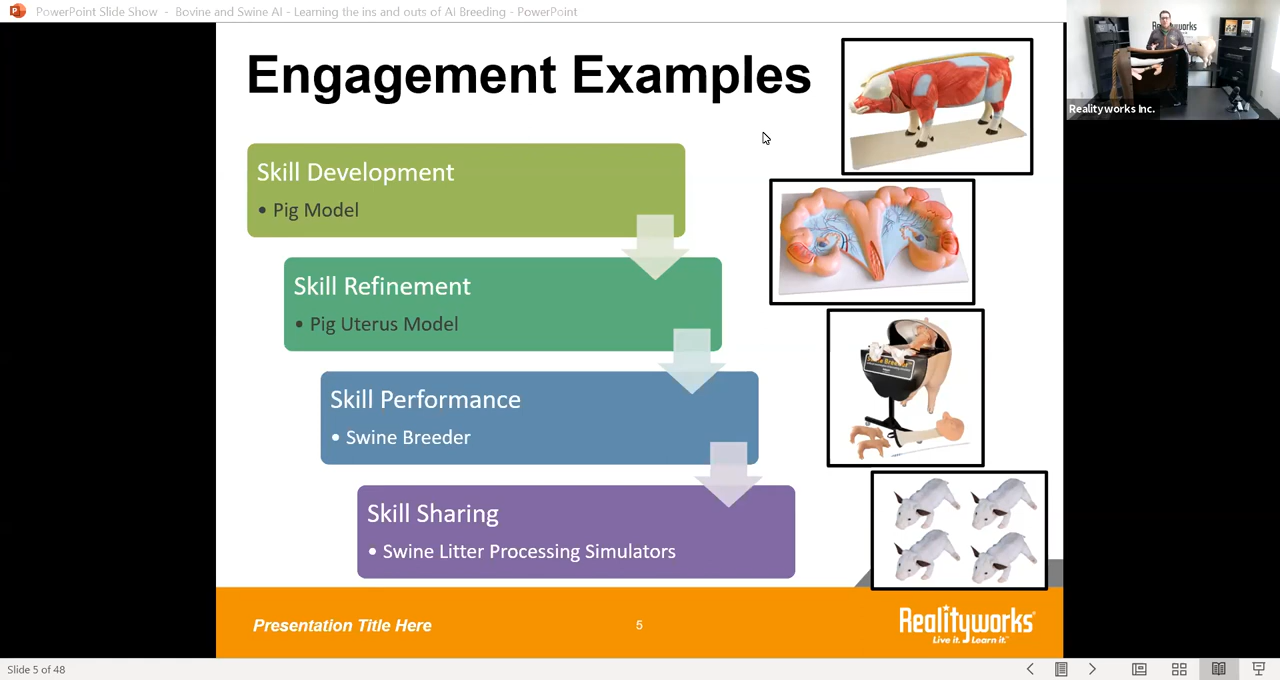 PowerPoint Slide Show - Bovine and Swine AI - Learning the ins and outs of AI Breeding - PowerPoint
Realityworks
Realityworks Inc.
Engagement Examples
Skill Development
• Pig Model
Skill Refinement
• Pig Uterus Model
Skill Performance
• Swine Breeder
Skill Sharing
• Swine Litter Processing Simulators
Presentation Title Here
5
Realityworks
Live it. Learn it.
Slide 5 of 48